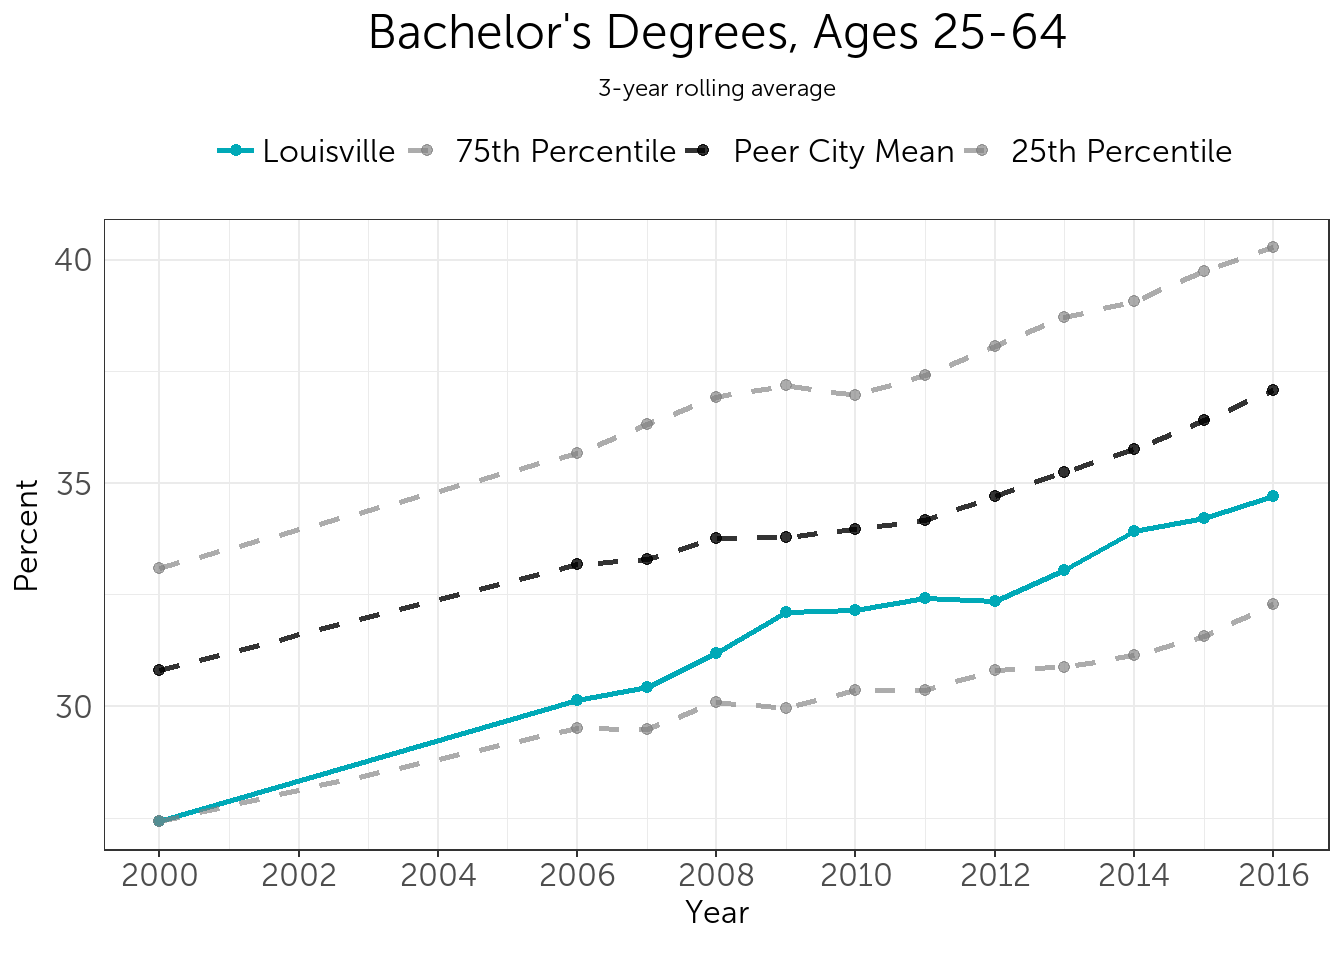 Bachelor's Degrees, Ages 25-64
3-year rolling average
Louisville 75th Percentile Peer City Mean 25th Percentile
40
35
30
Percent
2000 2002 2004 2006 2008 2010 2012 2014 2016
Year